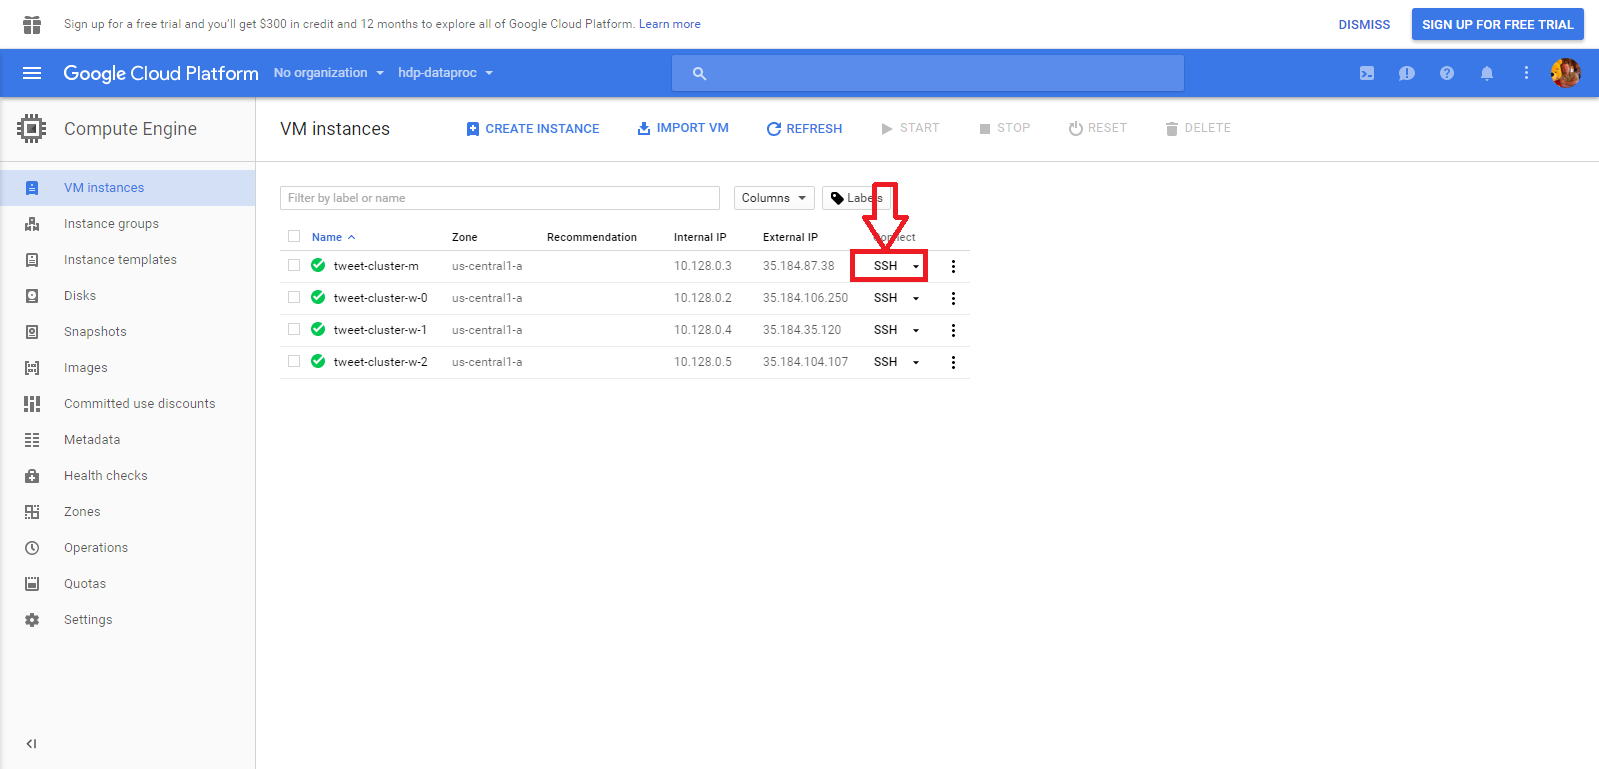 Sign up for a free trial and you'll get $300 in credit and 12 months to explore all of Google Cloud Platform. Learn more
DISMISS
SIGN UP FOR FREE TRIAL
Google Cloud Platform
No organization
hdp-dataproc
Compute Engine
VM instances
CREATE INSTANCE
IMPORT VM
REFRESH
START
STOP
RESET
DELETE
VM instances
Instance groups
Instance templates
Disks
Snapshots
Images
Committed use discounts
Metadata
Health checks
Zones
Operations
Quotas
Settings
Filter by label or name
Columns
Labels
Name Zone Recommendation Internal IP External IP Connect
tweet-cluster-m us-central1-a 10.128.0.3 35.184.87.38 SSH
tweet-cluster-w-0 us-central1-a 10.128.0.2 35.184.106.250 SSH
tweet-cluster-w-1 us-central1-a 10.128.0.4 35.184.35.120 SSH
tweet-cluster-w-2 us-central1-a 10.128.0.5 35.184.104.107 SSH